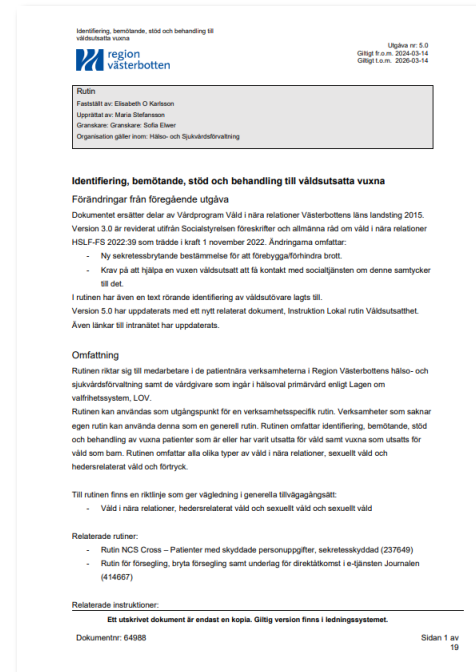 Identifiering, bemötande, stöd och behandling till
våldsutsatta vuxna
region
västerbotten
Utgåva nr: 5.0
Giltigt fr.o.m. 2024-03-14
Giltigt t.o.m. 2026-03-14
Rutin
Fastställt av: Elisabeth O Karlsson
Upprättat av: Maria Stefansson
Granskare: Granskare: Sofia Elwer
Organisation gäller inom: Hälso- och Sjukvårdsförvaltning
Identifiering, bemötande, stöd och behandling till våldsutsatta vuxna
Förändringar från föregående utgåva
Dokumentet ersätter delar av Vårdprogram Våld i nära relationer Västerbottens läns landsting 2015.
Version 3.0 är reviderat utifrån Socialstyrelsen föreskrifter och allmänna råd om våld i nära relationer
HSLF-FS 2022:39 som trädde i kraft 1 november 2022. Ändringarna omfattar:
- Ny sekretessbrytande bestämmelse för att förebygga/förhindra brott.
- Krav på att hjälpa en vuxen våldsutsatt att få kontact med socialtjänsten om denne samtycker
till det.
I rutinen har även en text rörande identifiering av våldsutövare lagts till.
Version 5.0 har uppdaterats med ett nytt relaterat dokument, Instruktion Lokal rutin Våldsutsatthet.
Även länkar till intranätet har uppdaterats.
Omfattning
Rutinen riktar sig till medarbetare i de patientnära verksamheterna i Region Västerbottens hälso- och
sjukvårdsförvaltning samt de vårdgivare som ingår i hälsoval primärvård enligt Lagen om
valfrihetssystem, LOV.
Rutinen kan användas som utgångspunkt för en verksamhetsspecifik rutin. Verksamheter som saknar
egen rutin kan använda denna som en generell rutin. Rutinen omfattar identifiering, bemötande, stöd
och behandling av vuxna patienter som är eller har varit utsatta för våld samt vuxna som utsatts för
våld som barn. Rutinen omfattar alla olika typer av våld i nära relationer, sexuellt våld och
hedersrelaterat våld och förtryck.
Till rutinen finns en riktlinje som ger vägledning i generella tillvägagångsätt:
- Våld i nära relationer, hedersrelaterat våld och sexuellt våld och sexuellt våld
Relaterade rutiner:
- Rutin NCS Cross – Patienter med skyddade personuppgifter, sekretesskyddad (237649)
- Rutin för försegling, bryta försegling samt underlag för direktåtkomst i e-tjänsten Journalen
(414667)
Relaterade instruktioner:
Ett utskrivet dokument är endast en kopia. Giltig version finns i ledningssystemet.
Dokumentnr: 64988
Sidan 1 av
19